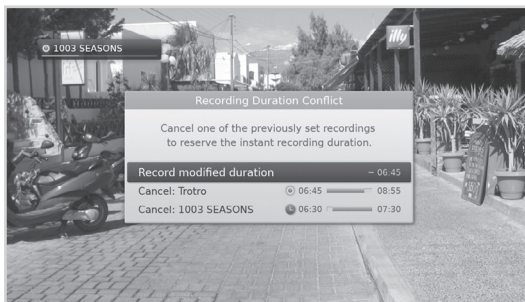 1003 SEASONS
illy
Recording Duration Conflict
Cancel one of the previously set recordings
to reserve the instant recording duration.
Record modified duration ~ 06:45
Cancel: Trotro 06:45 08:55
Cancel: 1003 SEASONS 06:30 07:30